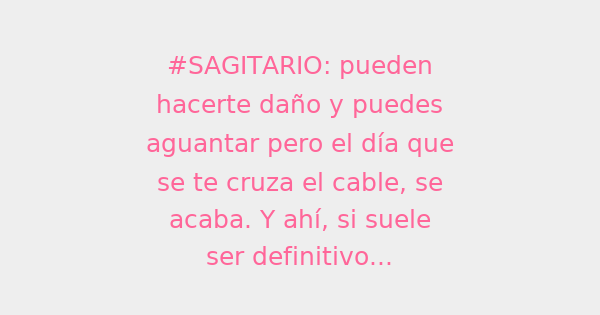 #SAGITARIO: pueden
hacerte daño y puedes
aguantar pero el día que
se te cruza el cable, se
acaba. Y ahí, si suele
ser definitivo...